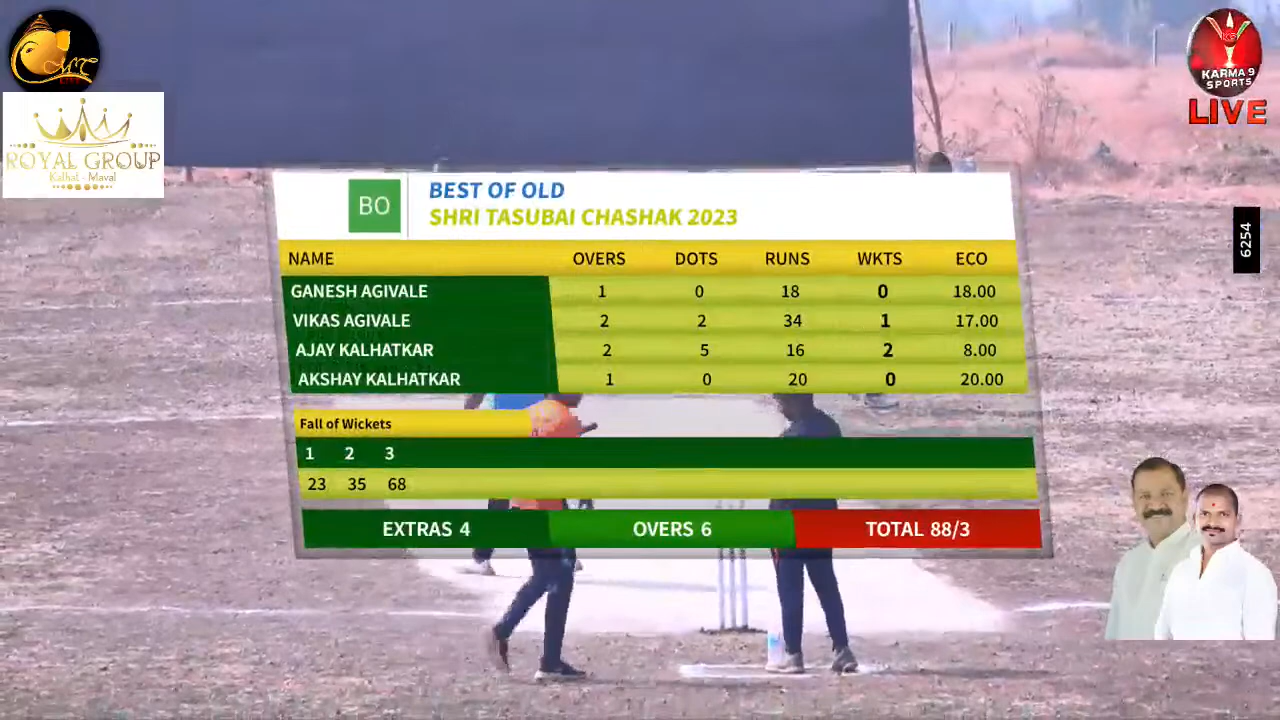 MT
LIVE
ROYAL GROUP
Kalhat - Maval
KS
KARMA 9
SPORTS
LIVE
6254
BO
BEST OF OLD
SHRI TASUBAI CHASHAK 2023
NAME OVERS DOTS RUNS WKTS ECO
GANESH AGIVALE 1 0 18 0 18.00
VIKAS AGIVALE 2 2 34 1 17.00
AJAY KALHATKAR 2 5 16 2 8.00
AKSHAY KALHATKAR 1 0 20 0 20.00
Fall of Wickets
1 2 3
23 35 68
EXTRAS 4 OVERS 6 TOTAL 88/3